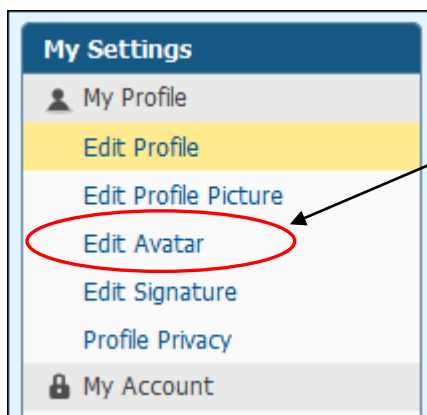 My Settings
My Profile
Edit Profile
Edit Profile Picture
Edit Avatar
Edit Signature
Profile Privacy
My Account